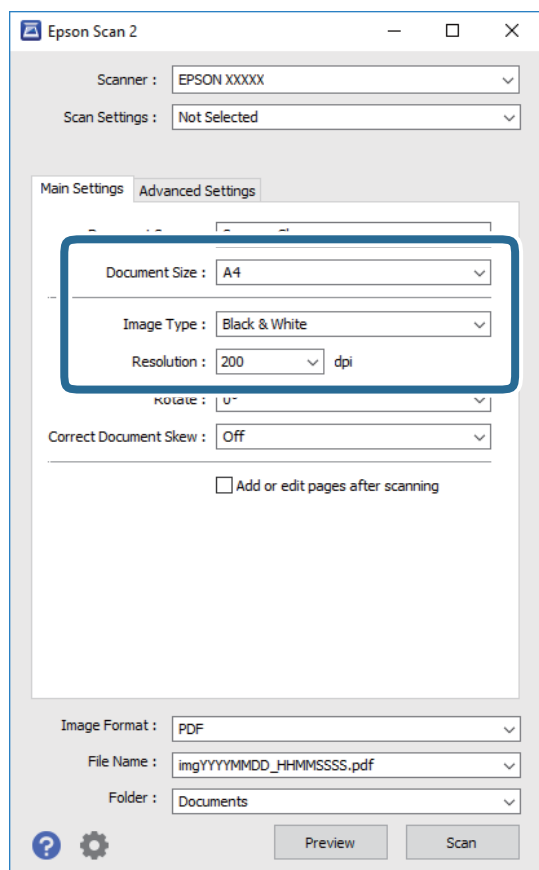 Epson Scan 2
Scanner : EPSON XXXXX
Scan Settings : Not Selected
Main Settings Advanced Settings
Document Size : A4
Image Type : Black & White
Resolution : 200 dpi
Rotate : 0°
Correct Document Skew : Off
Add or edit pages after scanning
Image Format : PDF
File Name : imgYYYYMMDD_HHMMSSSS.pdf
Folder : Documents
? Preview Scan